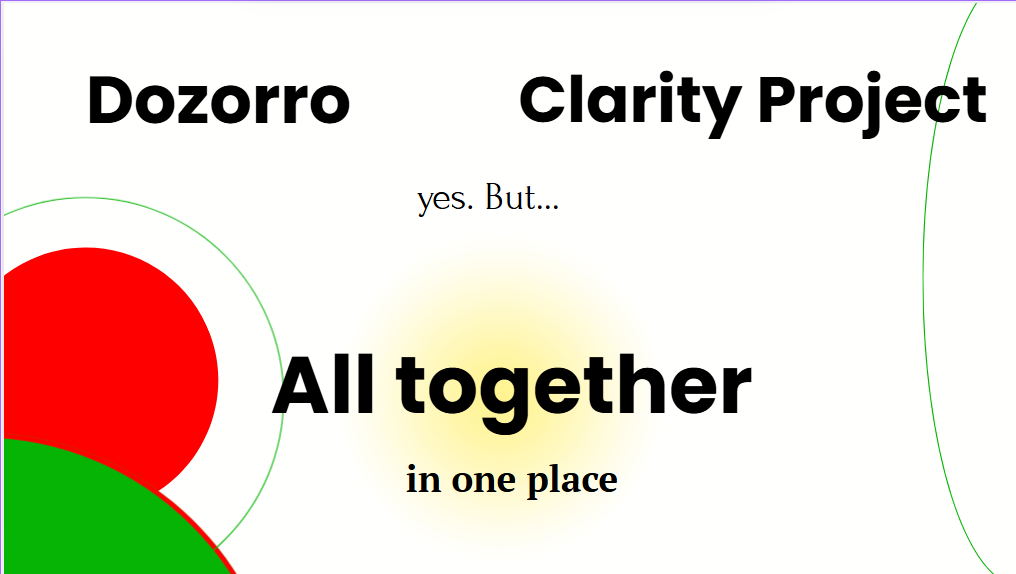 Dozorro Clarity Project
yes. But...
All together
in one place